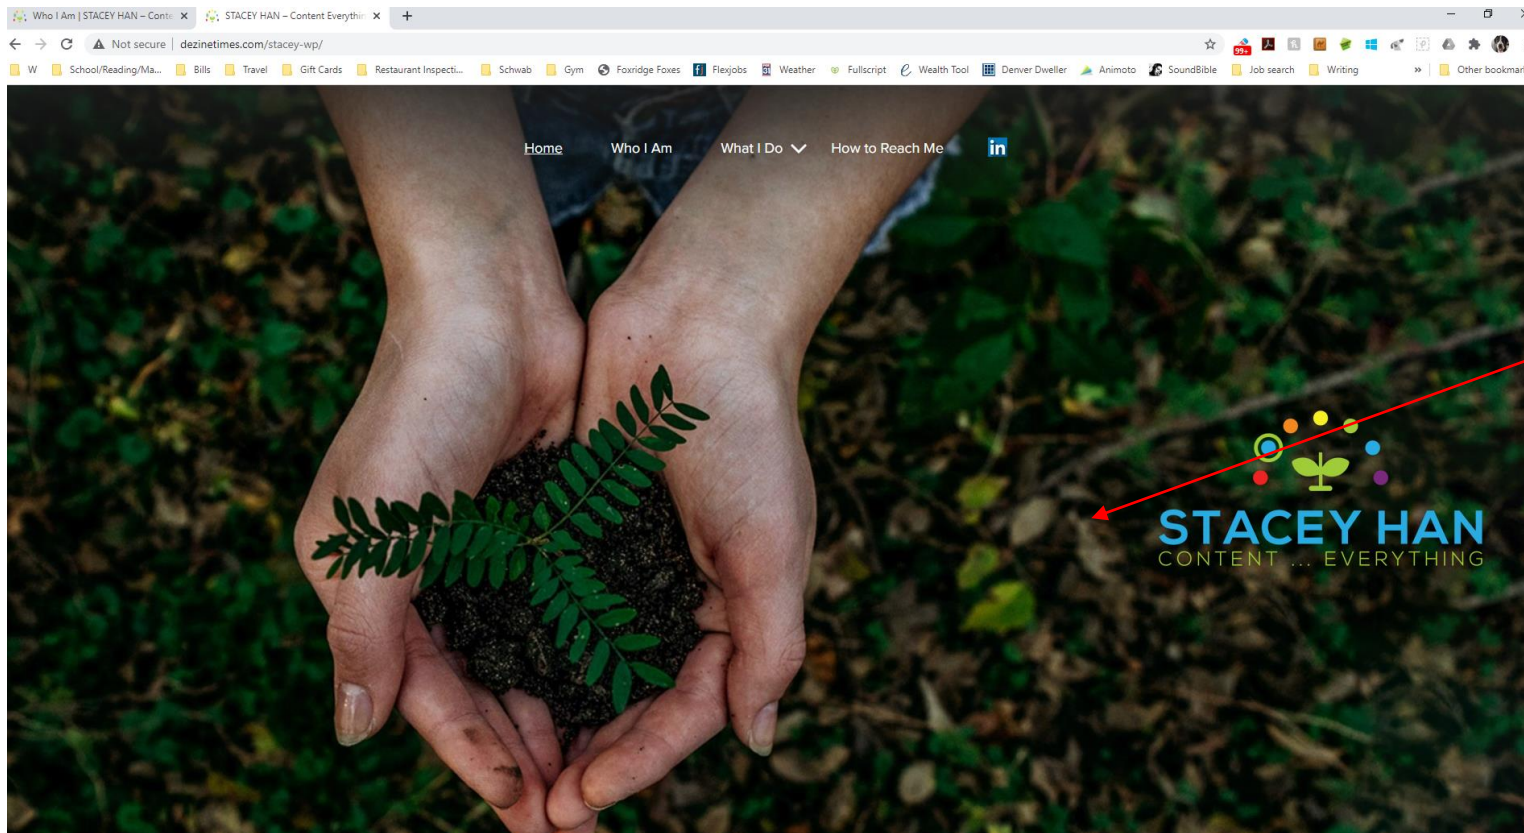 Who I Am | STACEY HAN – Conte
STACEY HAN – Content Everythin
Not secure | dezinetimes.com/stacey-wp/
99+
W School/Reading/Ma... Bills Travel Gift Cards Restaurant Inspecti... Schwab Gym Foxridge Foxes Flexjobs Weather Fullscript Wealth Tool Denver Dweller Animoto SoundBible Job search Writing » Other bookmar
Home Who I Am What I Do How to Reach Me in
STACEY HAN
CONTENT ... EVERYTHING